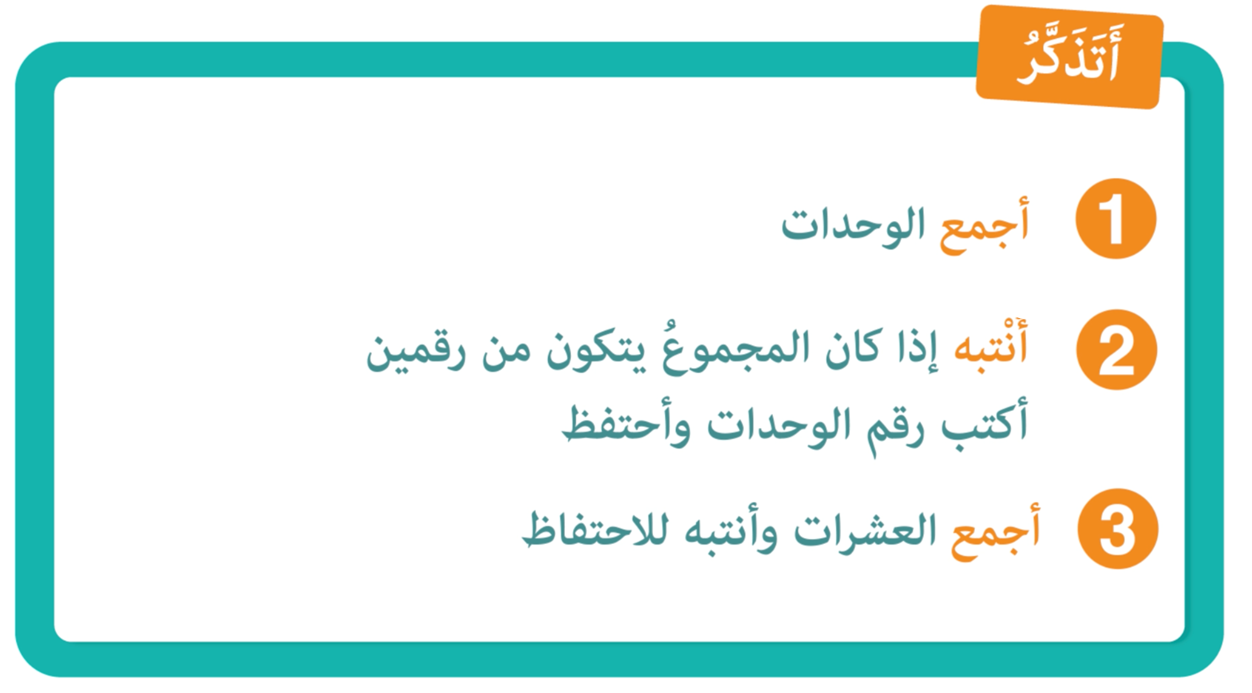 أَتَذَكَّرُ
1 أجمع الوحدات
2 أَنْتبه إذا كان المجموعُ يتكون من رقمين
أكتب رقم الوحدات وأحتفظ
3 أجمع العشرات وأنتبه للاحتفاظ